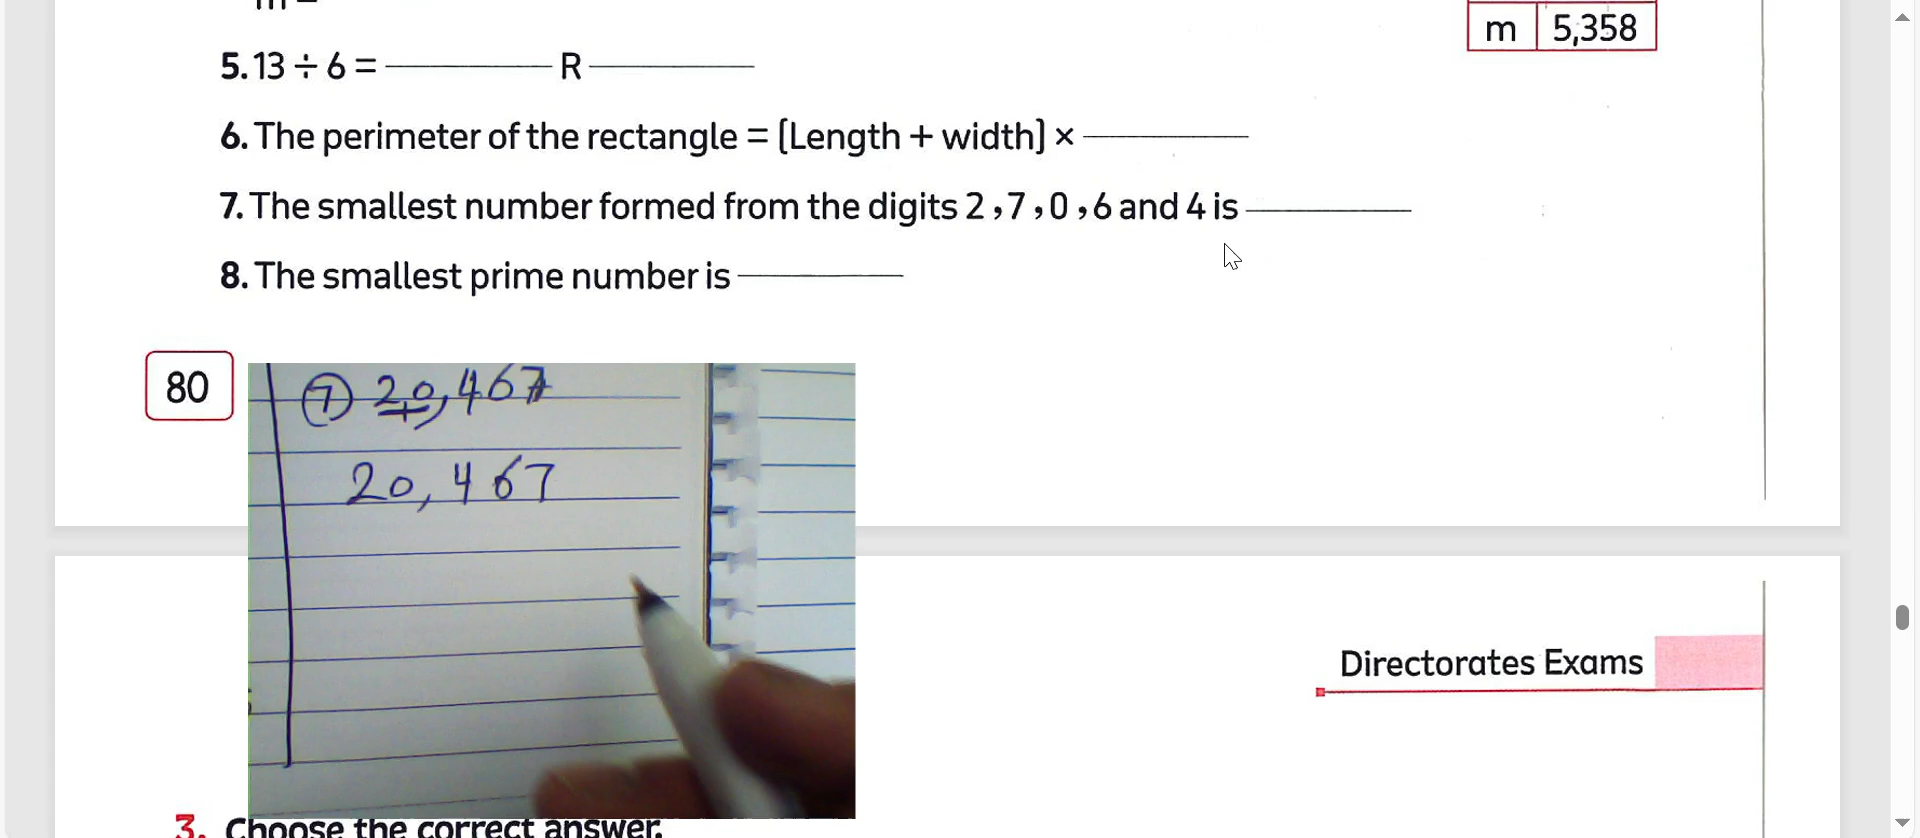 m 5,358
5. 13 ÷ 6 = R
6. The perimeter of the rectangle = (Length + width) ×
7. The smallest number formed from the digits 2 , 7 , 0 , 6 and 4 is
8. The smallest prime number is
80
7 20,467
20,467
Directorates Exams
3. Choose the correct answer.